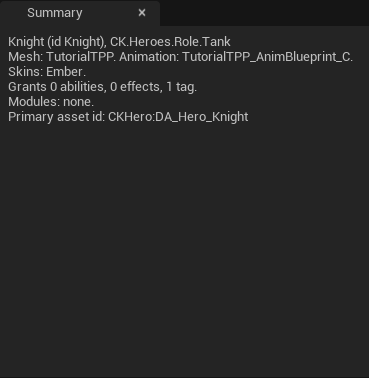 Summary ×
Knight (id Knight), CK.Heroes.Role.Tank
Mesh: TutorialTPP. Animation: TutorialTPP_AnimBlueprint_C.
Skins: Ember.
Grants 0 abilities, 0 effects, 1 tag.
Modules: none.
Primary asset id: CKHero:DA_Hero_Knight